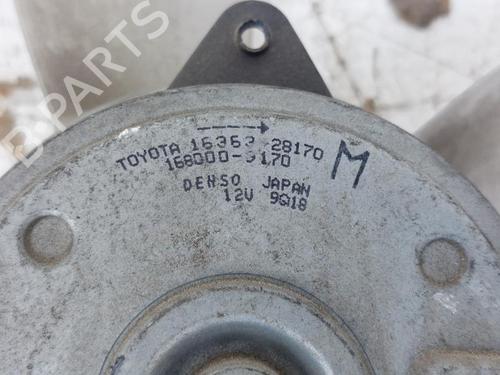 B-PARTS
TOYOTA 16363-28170
168000-9170
M
DENSO JAPAN
12V 9Q18